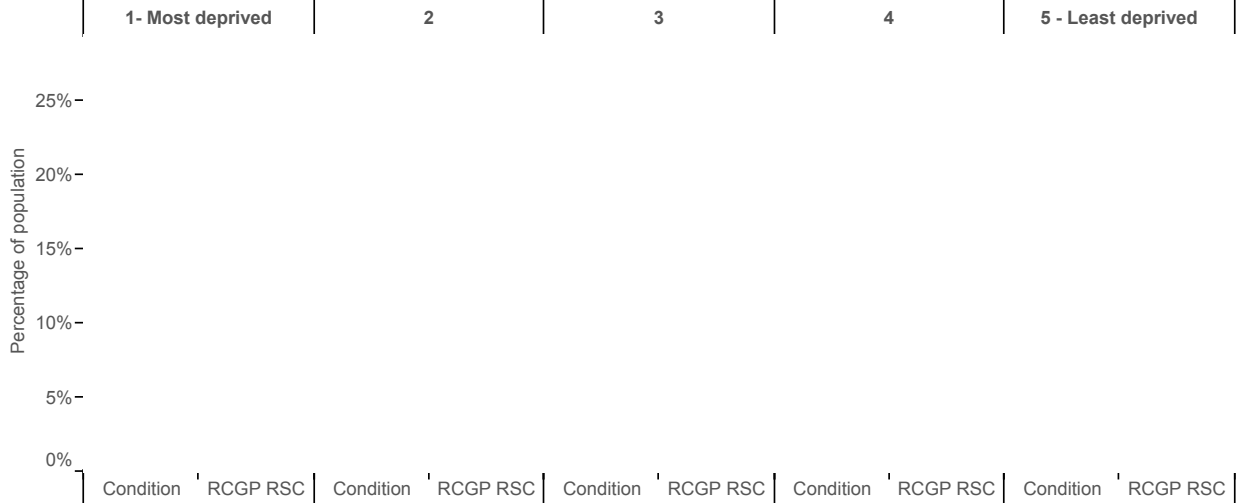 1- Most deprived 2 3 4 5 - Least deprived
25%
20%
15%
10%
5%
0%
Percentage of population
Condition RCGP RSC Condition RCGP RSC Condition RCGP RSC Condition RCGP RSC Condition RCGP RSC